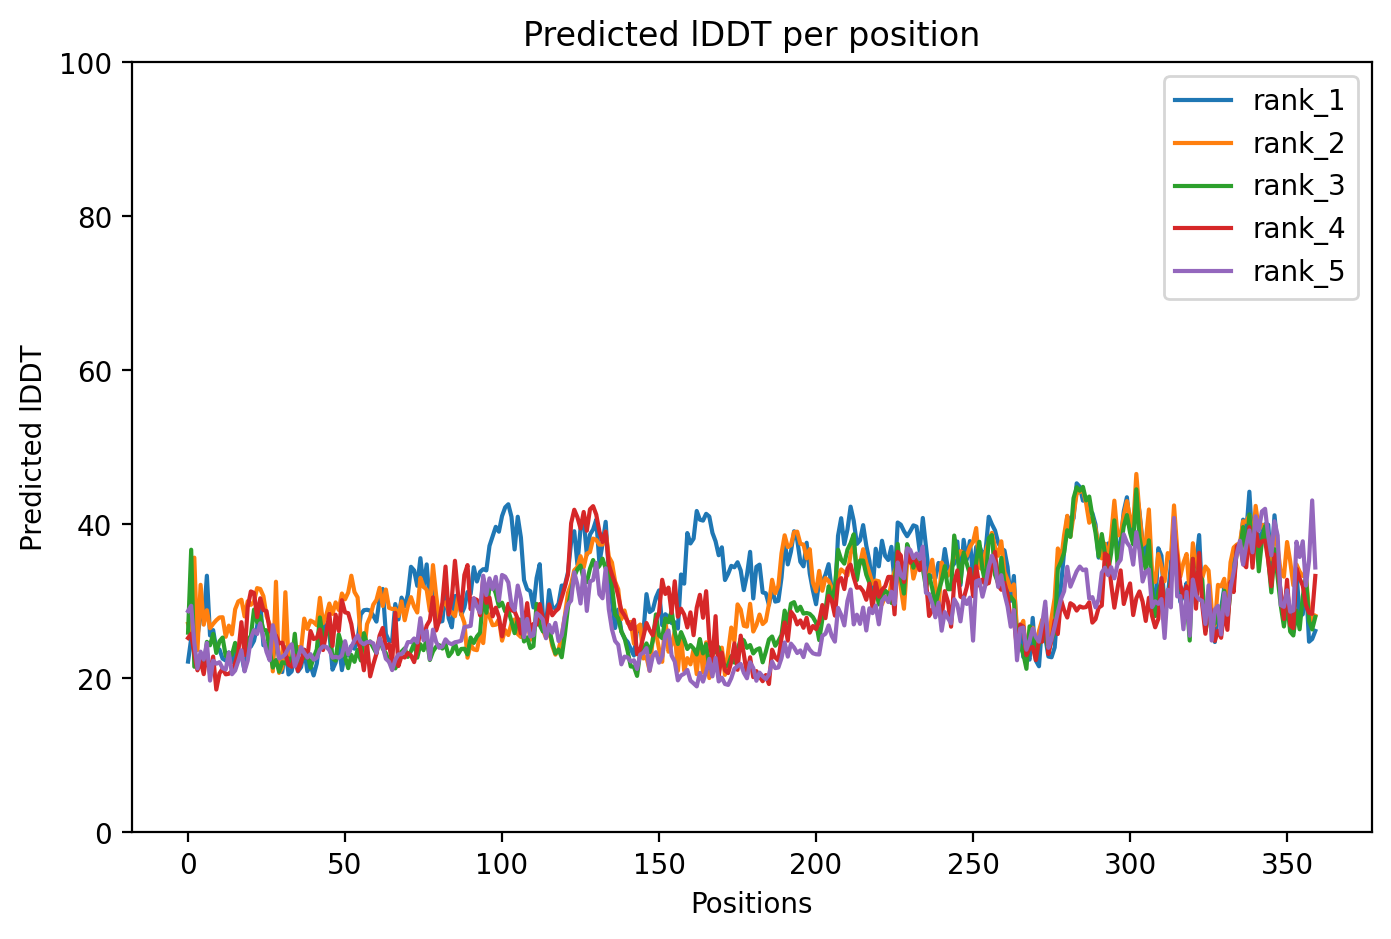 Predicted lDDT per position
100
80
60
40
20
0
Predicted lDDT
rank_1
rank_2
rank_3
rank_4
rank_5
0 50 100 150 200 250 300 350
Positions